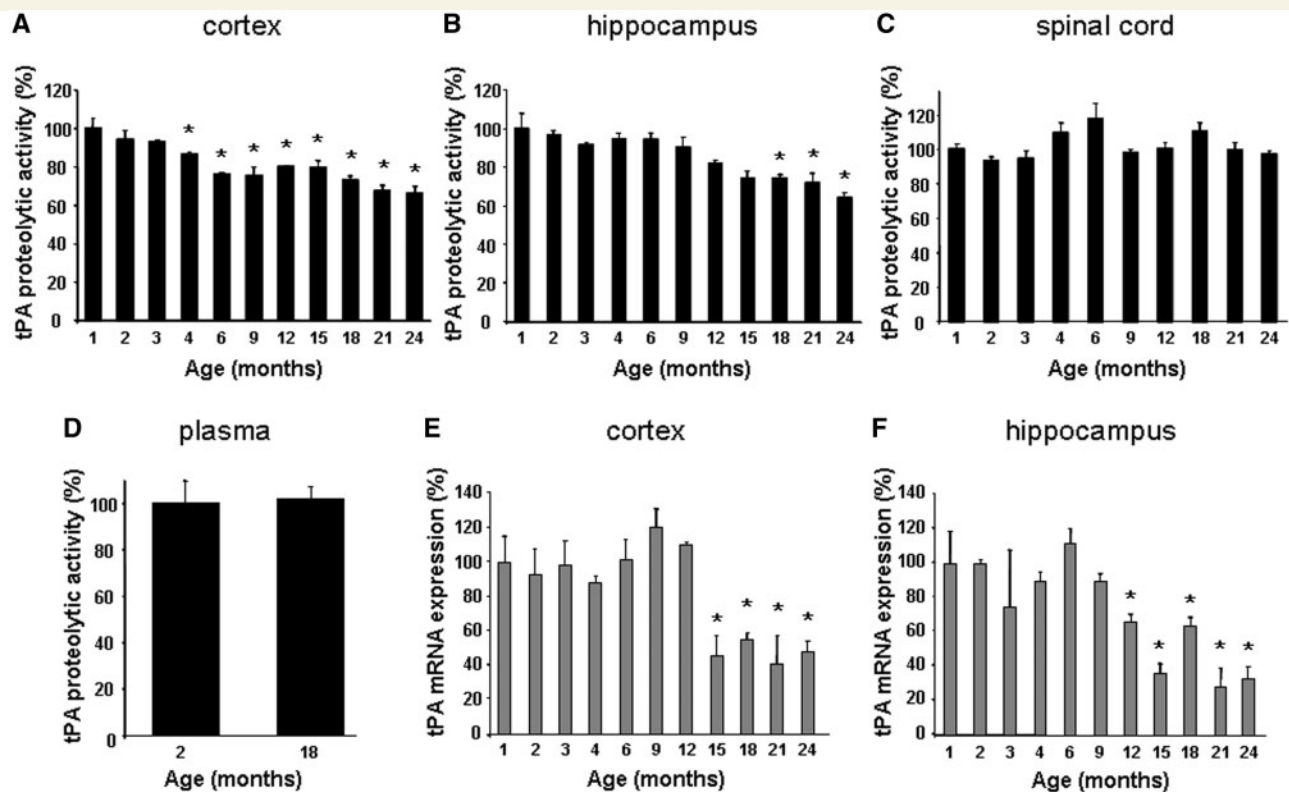 A cortex
tPA proteolytic activity (%)
120
100
80
60
40
20
0
* * * * * * * *
1 2 3 4 6 9 12 15 18 21 24
Age (months)
B hippocampus
tPA proteolytic activity (%)
120
100
80
60
40
20
0
* * *
1 2 3 4 6 9 12 15 18 21 24
Age (months)
C spinal cord
tPA proteolytic activity (%)
120
100
80
60
40
20
0
1 2 3 4 6 9 12 18 21 24
Age (months)
D plasma
tPA proteolytic activity (%)
100
80
60
40
20
0
2 18
Age (months)
E cortex
tPA mRNA expression (%)
140
120
100
80
60
40
20
0
* * * *
1 2 3 4 6 9 12 15 18 21 24
Age (months)
F hippocampus
tPA mRNA expression (%)
140
120
100
80
60
40
20
0
* * * * *
1 2 3 4 6 9 12 15 18 21 24
Age (months)